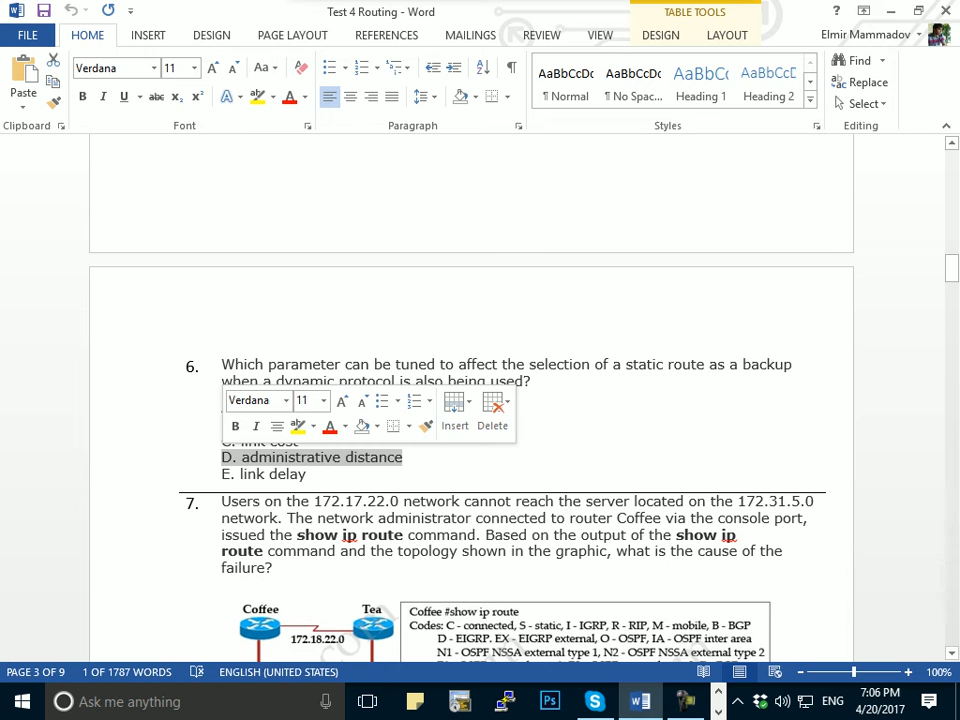 Test 4 Routing - Word
TABLE TOOLS
?
FILE
HOME
INSERT
DESIGN
PAGE LAYOUT
REFERENCES
MAILINGS
REVIEW
VIEW
DESIGN
LAYOUT
Elmir Mammadov
Paste
Verdana
11
Aa
B I U abc x₂ x²
A
A
Find
Replace
Select
AaBbCcDc
AaBbCcDc
AaBbC
AaBbCcD
¶ Normal
¶ No Spac...
Heading 1
Heading 2
Clipboard
Font
Paragraph
Styles
Editing
6.
Which parameter can be tuned to affect the selection of a static route as a backup
when a dynamic protocol is also being used?
Verdana
11
B I
A
Insert
Delete
C. link cost
D. administrative distance
E. link delay
7.
Users on the 172.17.22.0 network cannot reach the server located on the 172.31.5.0
network. The network administrator connected to router Coffee via the console port,
issued the show ip route command. Based on the output of the show ip
route command and the topology shown in the graphic, what is the cause of the
failure?
Coffee
Tea
172.18.22.0
Coffee #show ip route
Codes: C - connected, S - static, I - IGRP, R - RIP, M - mobile, B - BGP
D - EIGRP. EX - EIGRP external, O - OSPF, IA - OSPF inter area
N1 - OSPF NSSA external type 1, N2 - OSPF NSSA external type 2
PAGE 3 OF 9
1 OF 1787 WORDS
ENGLISH (UNITED STATES)
100%
Ask me anything
ENG
7:06 PM
4/20/2017